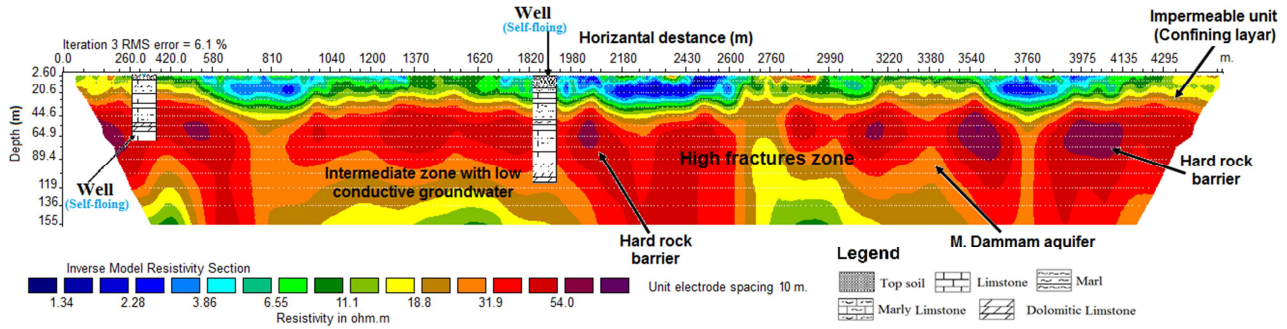 Well
(Self-floing)
Impermeable unit
(Confining layar)
Iteration 3 RMS error = 6.1 %
Horizantal destance (m)
0.0 260.0 420.0 560 810 1040 1200 1370 1520 1680 1820 1980 2180 2430 2600 2760 2990 3220 3380 3540 3760 3975 4135 4295 m.
Depth (m)
2.60
20.6
44.6
64.9
89.4
119.
136.
155.
Well
(Self-floing)
Intermediate zone with low
conductive groundwater
High fractures zone
Hard rock
barrier
Hard rock
barrier
M. Dammam aquifer
Inverse Model Resistivity Section
1.34 2.28 3.86 6.55 11.1 18.8 31.9 54.0
Resistivity in ohm.m
Unit electrode spacing 10 m.
Legend
Top soil
Limstone
Marl
Marly Limstone
Dolomitic Limstone